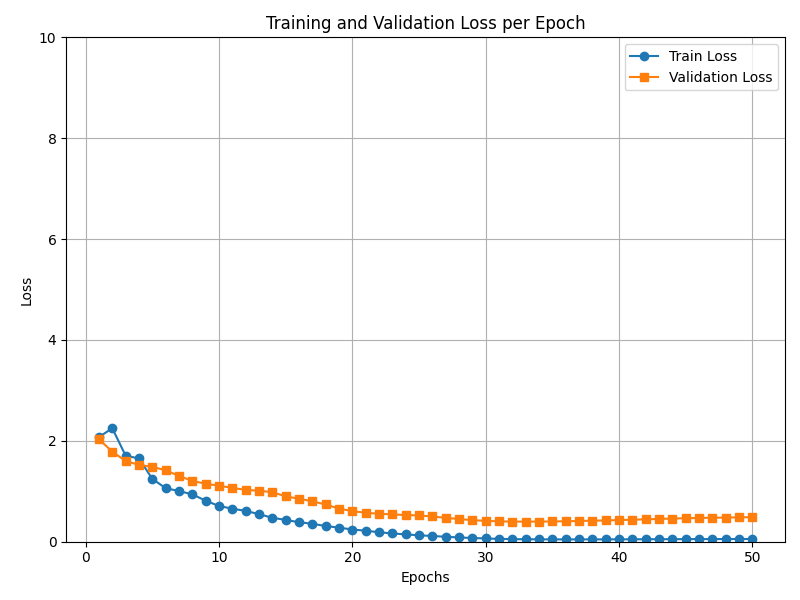 Training and Validation Loss per Epoch
Train Loss
Validation Loss
10
8
6
4
2
0
Loss
0 10 20 30 40 50
Epochs